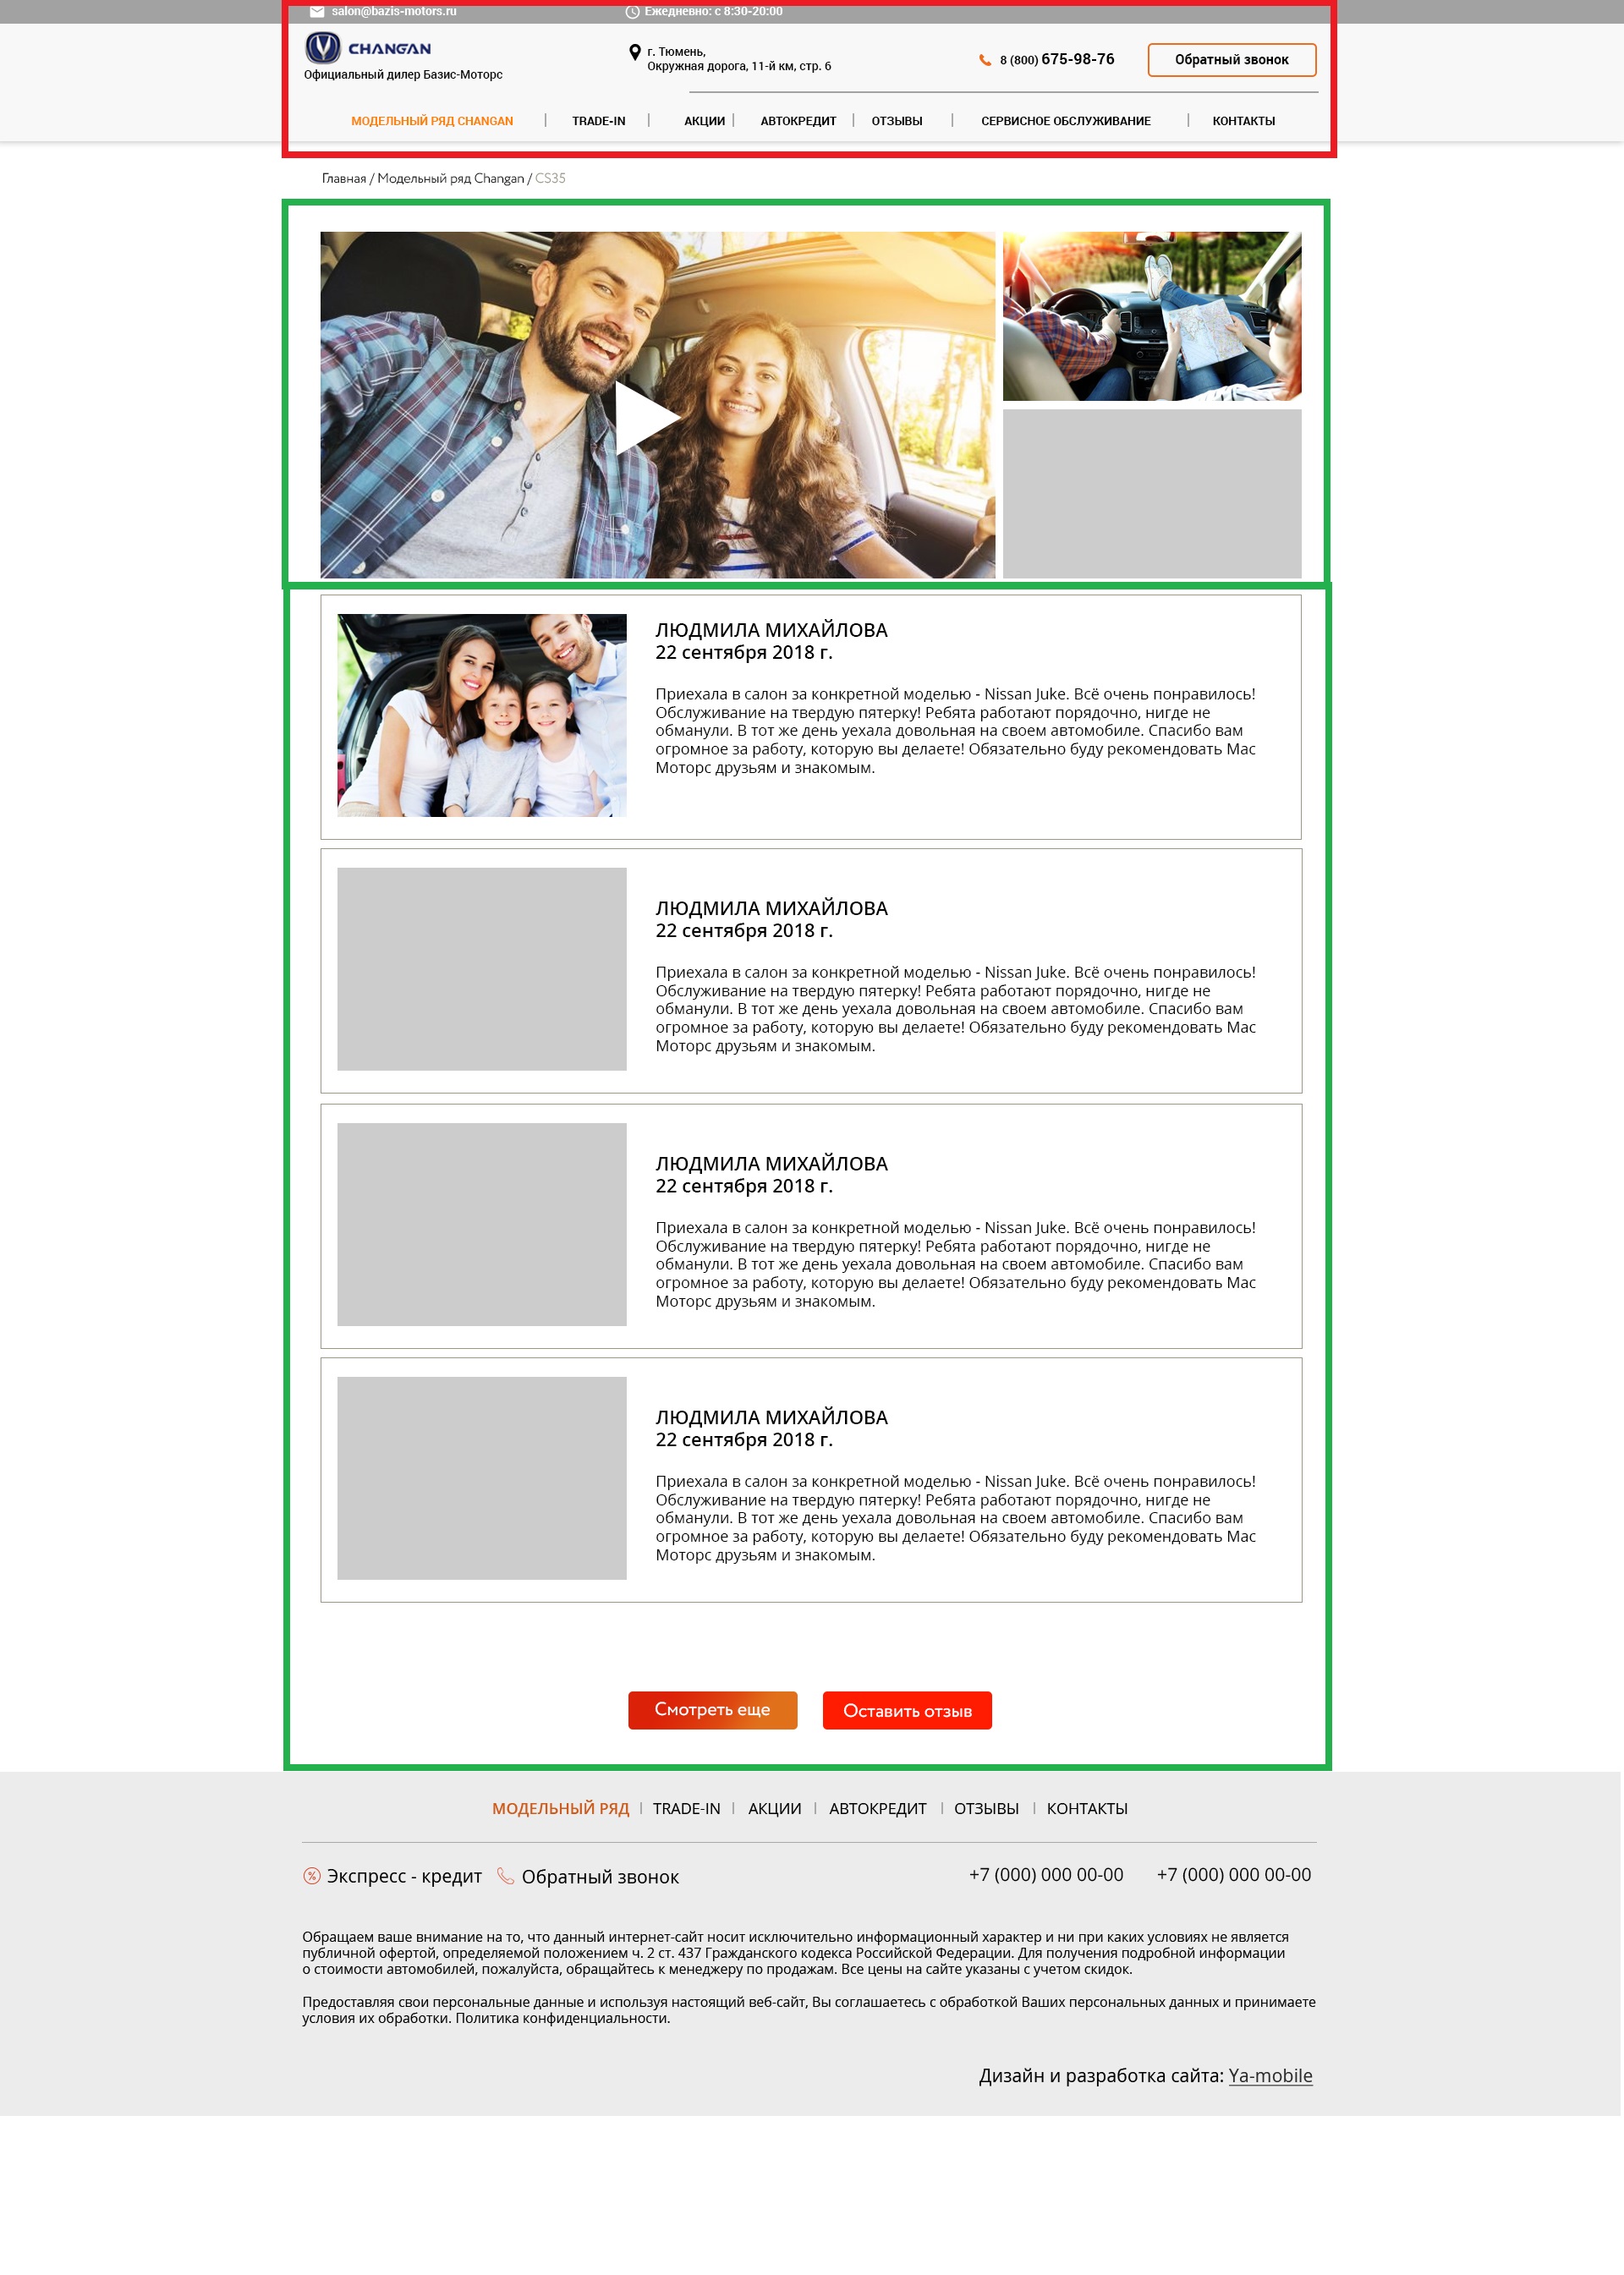 salon@bazis-motors.ru
Ежедневно: с 8:30-20:00
CHANGAN
Официальный дилер Базис-Моторс
г. Тюмень,
Окружная дорога, 11-й км, стр. 6
8 (800) 675-98-76
Обратный звонок
МОДЕЛЬНЫЙ РЯД CHANGAN | TRADE-IN | АКЦИИ | АВТОКРЕДИТ | ОТЗЫВЫ | СЕРВИСНОЕ ОБСЛУЖИВАНИЕ | КОНТАКТЫ
Главная / Модельный ряд Changan / CS35
ЛЮДМИЛА МИХАЙЛОВА
22 сентября 2018 г.
Приехала в салон за конкретной моделью - Nissan Juke. Всё очень понравилось!
Обслуживание на твердую пятерку! Ребята работают порядочно, нигде не
обманули. В тот же день уехала довольная на своем автомобиле. Спасибо вам
огромное за работу, которую вы делаете! Обязательно буду рекомендовать Мас
Моторс друзьям и знакомым.
ЛЮДМИЛА МИХАЙЛОВА
22 сентября 2018 г.
Приехала в салон за конкретной моделью - Nissan Juke. Всё очень понравилось!
Обслуживание на твердую пятерку! Ребята работают порядочно, нигде не
обманули. В тот же день уехала довольная на своем автомобиле. Спасибо вам
огромное за работу, которую вы делаете! Обязательно буду рекомендовать Мас
Моторс друзьям и знакомым.
ЛЮДМИЛА МИХАЙЛОВА
22 сентября 2018 г.
Приехала в салон за конкретной моделью - Nissan Juke. Всё очень понравилось!
Обслуживание на твердую пятерку! Ребята работают порядочно, нигде не
обманули. В тот же день уехала довольная на своем автомобиле. Спасибо вам
огромное за работу, которую вы делаете! Обязательно буду рекомендовать Мас
Моторс друзьям и знакомым.
ЛЮДМИЛА МИХАЙЛОВА
22 сентября 2018 г.
Приехала в салон за конкретной моделью - Nissan Juke. Всё очень понравилось!
Обслуживание на твердую пятерку! Ребята работают порядочно, нигде не
обманули. В тот же день уехала довольная на своем автомобиле. Спасибо вам
огромное за работу, которую вы делаете! Обязательно буду рекомендовать Мас
Моторс друзьям и знакомым.
Смотреть еще
Оставить отзыв
МОДЕЛЬНЫЙ РЯД | TRADE-IN | АКЦИИ | АВТОКРЕДИТ | ОТЗЫВЫ | КОНТАКТЫ
Экспресс - кредит
Обратный звонок
+7 (000) 000 00-00
+7 (000) 000 00-00
Обращаем ваше внимание на то, что данный интернет-сайт носит исключительно информационный характер и ни при каких условиях не является
публичной офертой, определяемой положением ч. 2 ст. 437 Гражданского кодекса Российской Федерации. Для получения подробной информации
о стоимости автомобилей, пожалуйста, обращайтесь к менеджеру по продажам. Все цены на сайте указаны с учетом скидок.
Предоставляя свои персональные данные и используя настоящий веб-сайт, Вы соглашаетесь с обработкой Ваших персональных данных и принимаете
условия их обработки. Политика конфиденциальности.
Дизайн и разработка сайта: Ya-mobile